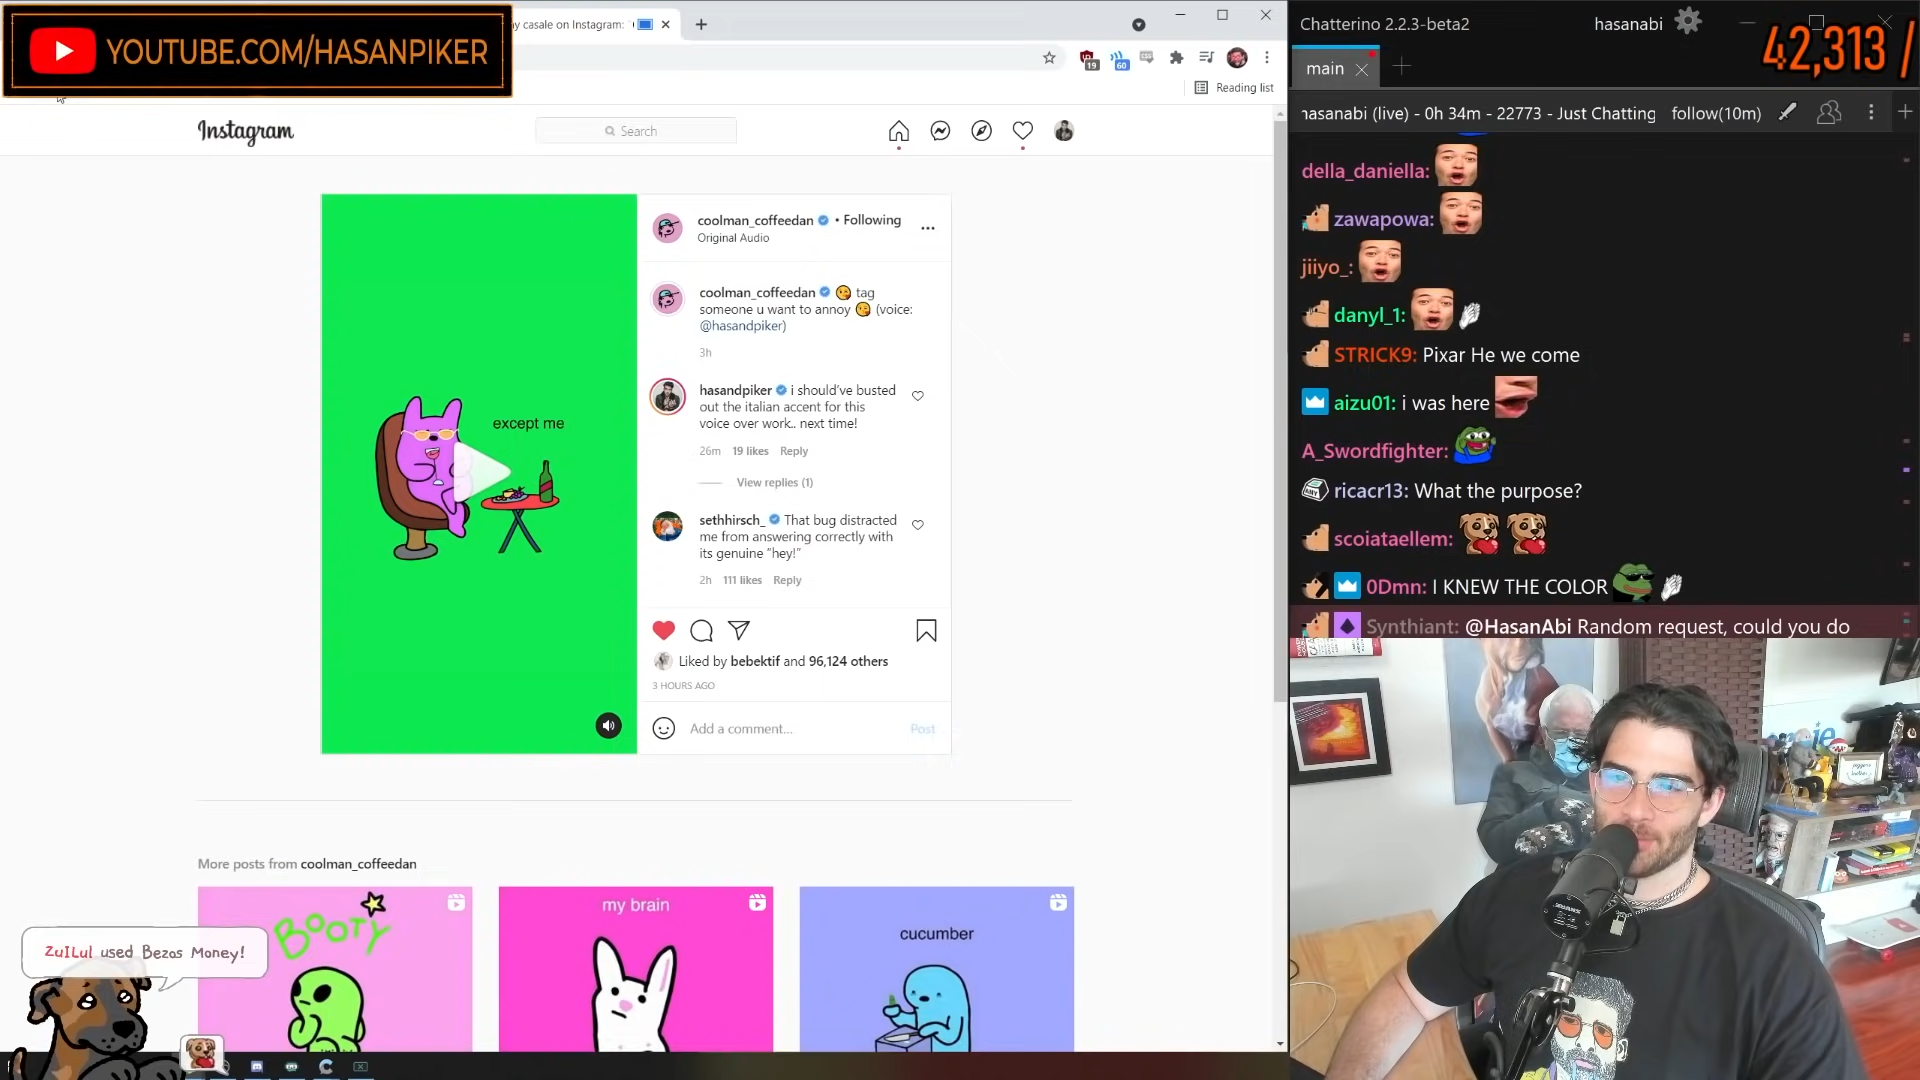 YOUTUBE.COM/HASANPIKER
y casale on Instagram:
19
60
Reading list
Instagram
Search
except me
coolman_coffeedan • Following
Original Audio
...
coolman_coffeedan 😘 tag
someone u want to annoy 😘 (voice:
@hasandpiker)
3h
hasandpiker i should've busted
out the italian accent for this
voice over work.. next time!
26m 19 likes Reply
View replies (1)
sethhirsch_ That bug distracted
me from answering correctly with
its genuine "hey!"
2h 111 likes Reply
Liked by bebektif and 96,124 others
3 HOURS AGO
Add a comment...
Post
More posts from coolman_coffeedan
BOOTY
my brain
cucumber
ZuILuI used Bezos Money!
Chatterino 2.2.3-beta2
hasanabi
42,313 /
main
hasanabi (live) - 0h 34m - 22773 - Just Chatting
follow(10m)
della_daniella:
zawapowa:
jiiyo_:
danyl_1:
STRICK9: Pixar He we come
aizu01: i was here
A_Swordfighter:
ricacr13: What the purpose?
scoiataellem:
0Dmn: I KNEW THE COLOR
Synthiant: @HasanAbi Random request, could you do